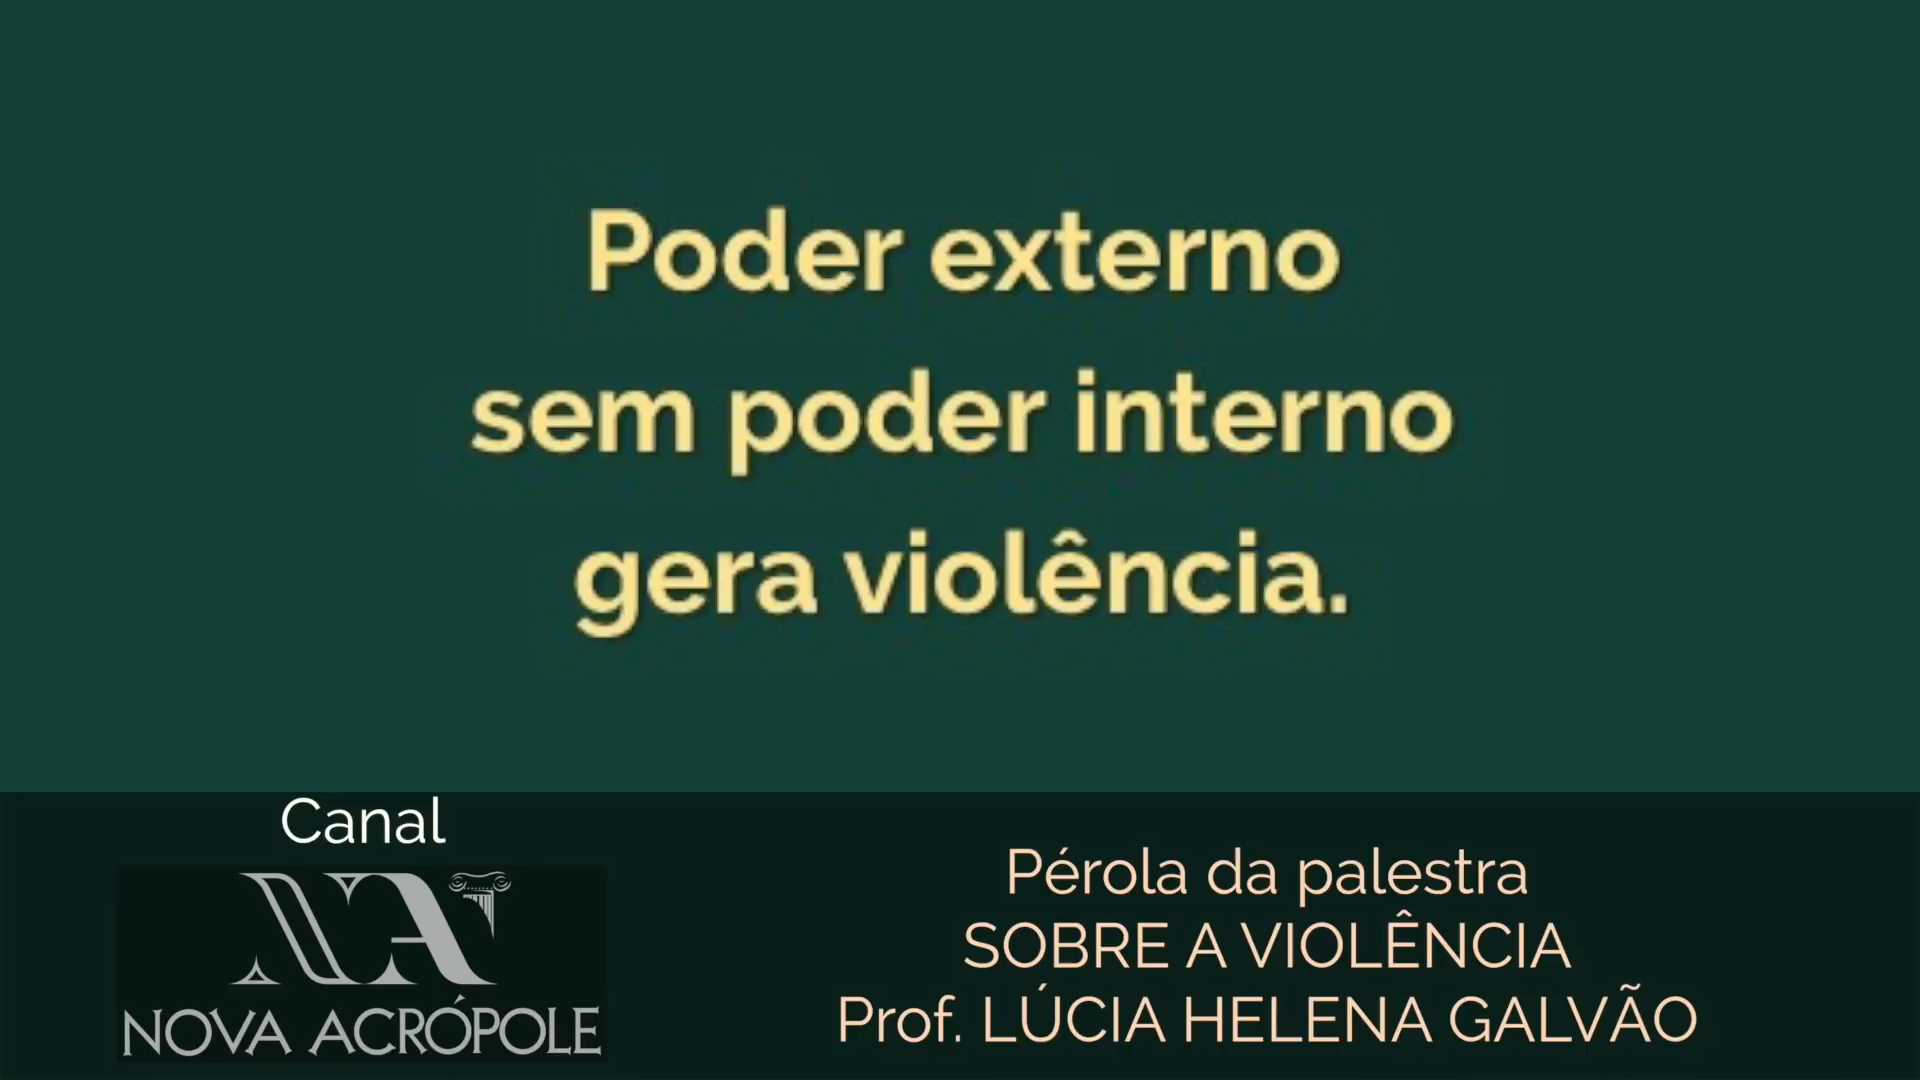 Poder externo
sem poder interno
gera violência.
Canal
NA
NOVA ACRÓPOLE
Pérola da palestra
SOBRE A VIOLÊNCIA
Prof. LÚCIA HELENA GALVÃO